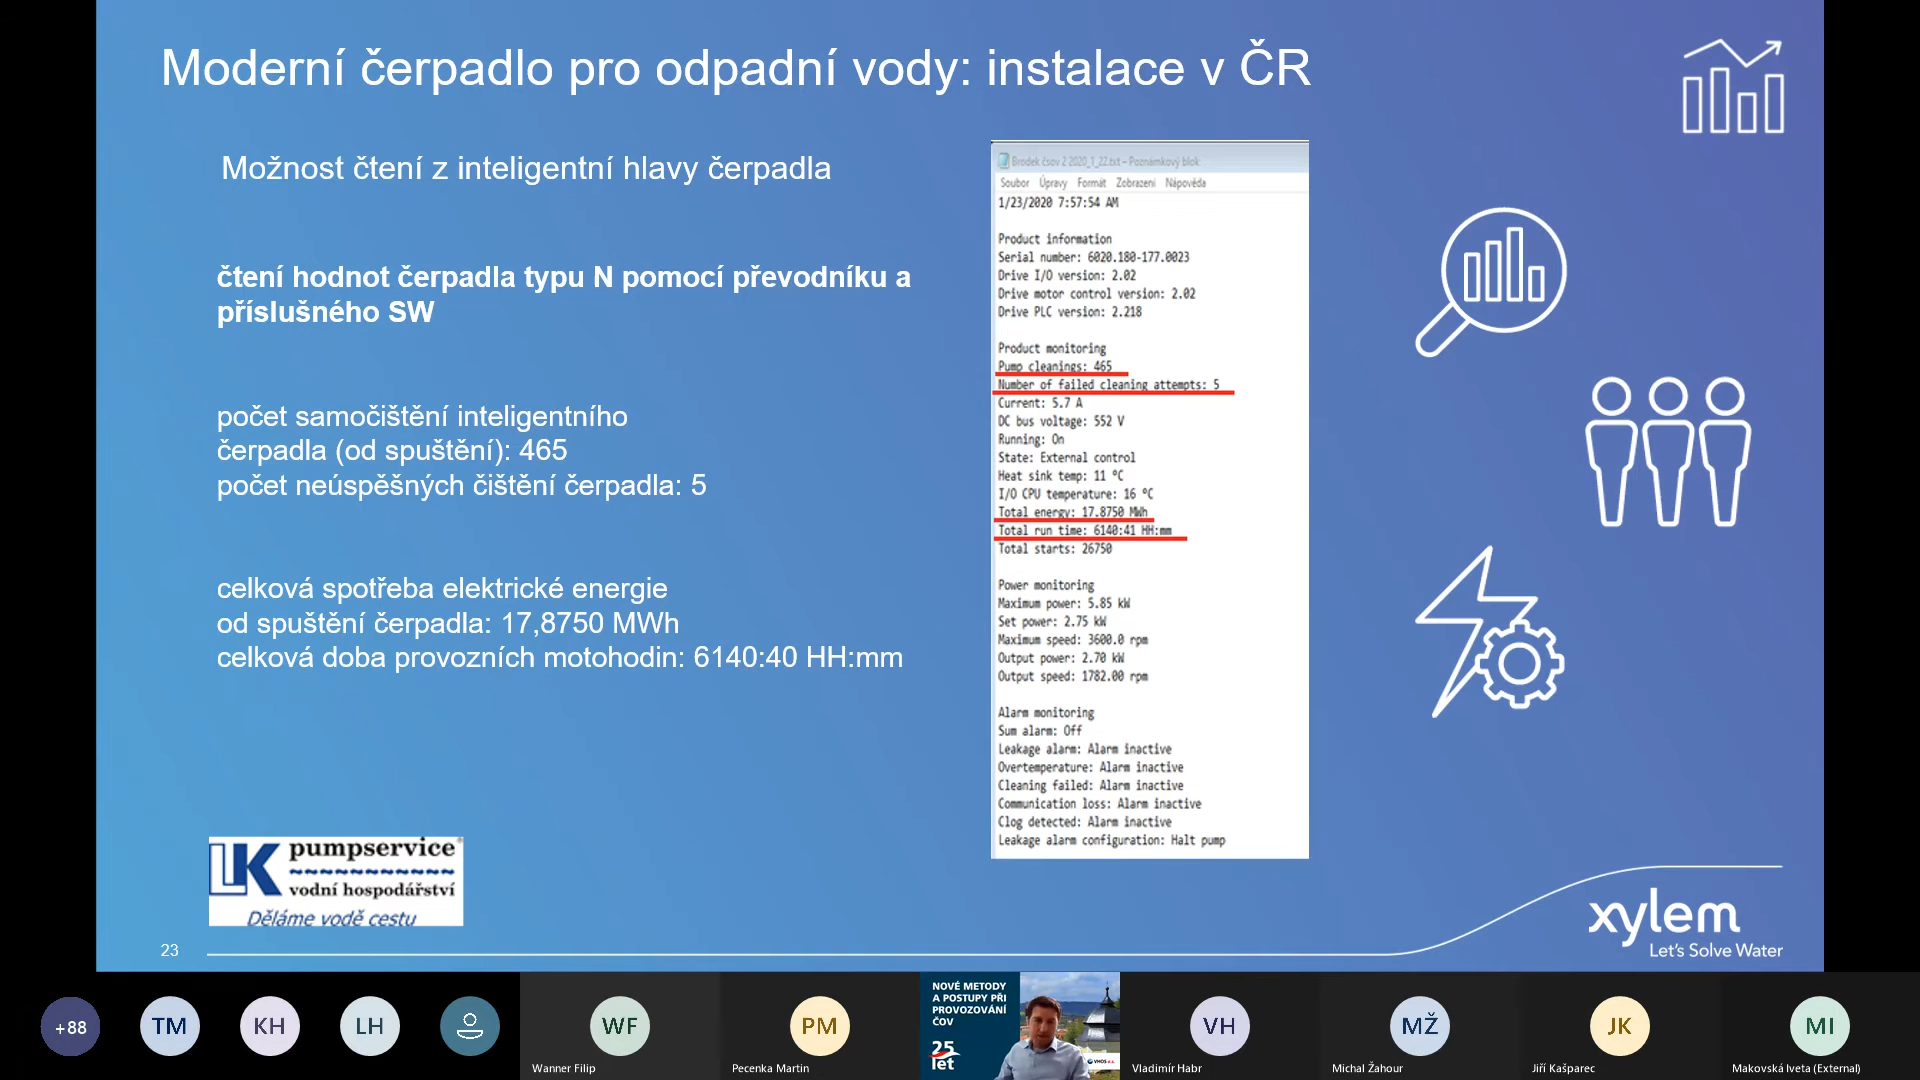 Moderní čerpadlo pro odpadní vody: instalace v ČR
Možnost čtení z inteligentní hlavy čerpadla
čtení hodnot čerpadla typu N pomocí převodníku a
příslušného SW
počet samočištění inteligentního
čerpadla (od spuštění): 465
počet neúspěšných čištění čerpadla: 5
celková spotřeba elektrické energie
od spuštění čerpadla: 17,8750 MWh
celková doba provozních motohodin: 6140:40 HH:mm
Brodek čsov 2 2020_1_22.txt – Poznámkový blok
Soubor Úpravy Formát Zobrazení Nápověda
1/23/2020 7:57:54 AM
Product information
Serial number: 6020.180-177.0023
Drive I/O version: 2.02
Drive motor control version: 2.02
Drive PLC version: 2.218
Product monitoring
Pump cleanings: 465
Number of failed cleaning attempts: 5
Current: 5.7 A
DC bus voltage: 552 V
Running: On
State: External control
Heat sink temp: 11 °C
I/O CPU temperature: 16 °C
Total energy: 17.8750 MWh
Total run time: 6140:41 HH:mm
Total starts: 26750
Power monitoring
Maximum power: 5.85 kW
Set power: 2.75 kW
Maximum speed: 3600.0 rpm
Output power: 2.70 kW
Output speed: 1782.00 rpm
Alarm monitoring
Sum alarm: Off
Leakage alarm: Alarm inactive
Overtemperature: Alarm inactive
Cleaning failed: Alarm inactive
Communication loss: Alarm inactive
Clog detected: Alarm inactive
Leakage alarm configuration: Halt pump
LK pumpservice®
vodní hospodářství
Děláme vodě cestu
23
xylem
Let's Solve Water
+88
TM
KH
LH
WF
Wanner Filip
PM
Pecenka Martin
NOVÉ METODY
A POSTUPY PŘI
PROVOZOVÁNÍ
ČOV
25
let
VHOS a.s.
VH
Vladimír Habr
MŽ
Michal Žahour
JK
Jiří Kašparec
MI
Makovská Iveta (External)